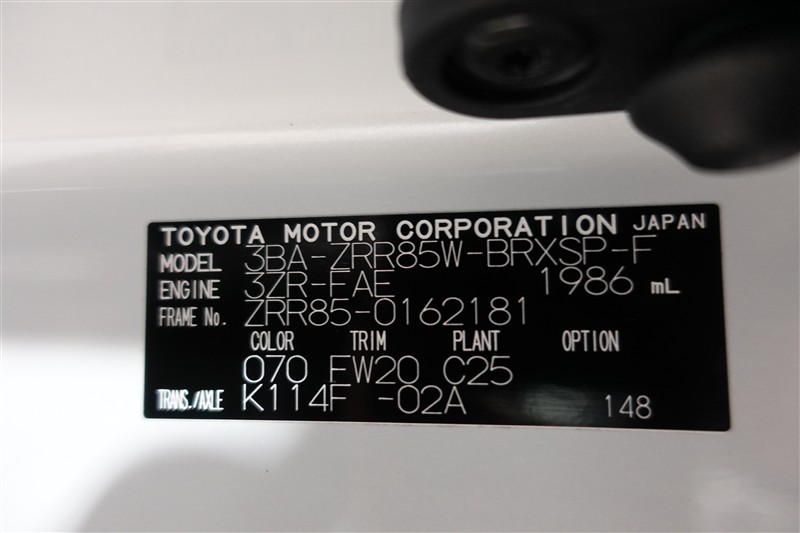 TOYOTA MOTOR CORPORATION JAPAN
MODEL 3BA-ZRR85W-BRXSP-F
ENGINE 3ZR-FAE 1986 mL
FRAME No. ZRR85-0162181
COLOR TRIM PLANT OPTION
070 FW20 C25
TRANS./AXLE K114F -02A 148